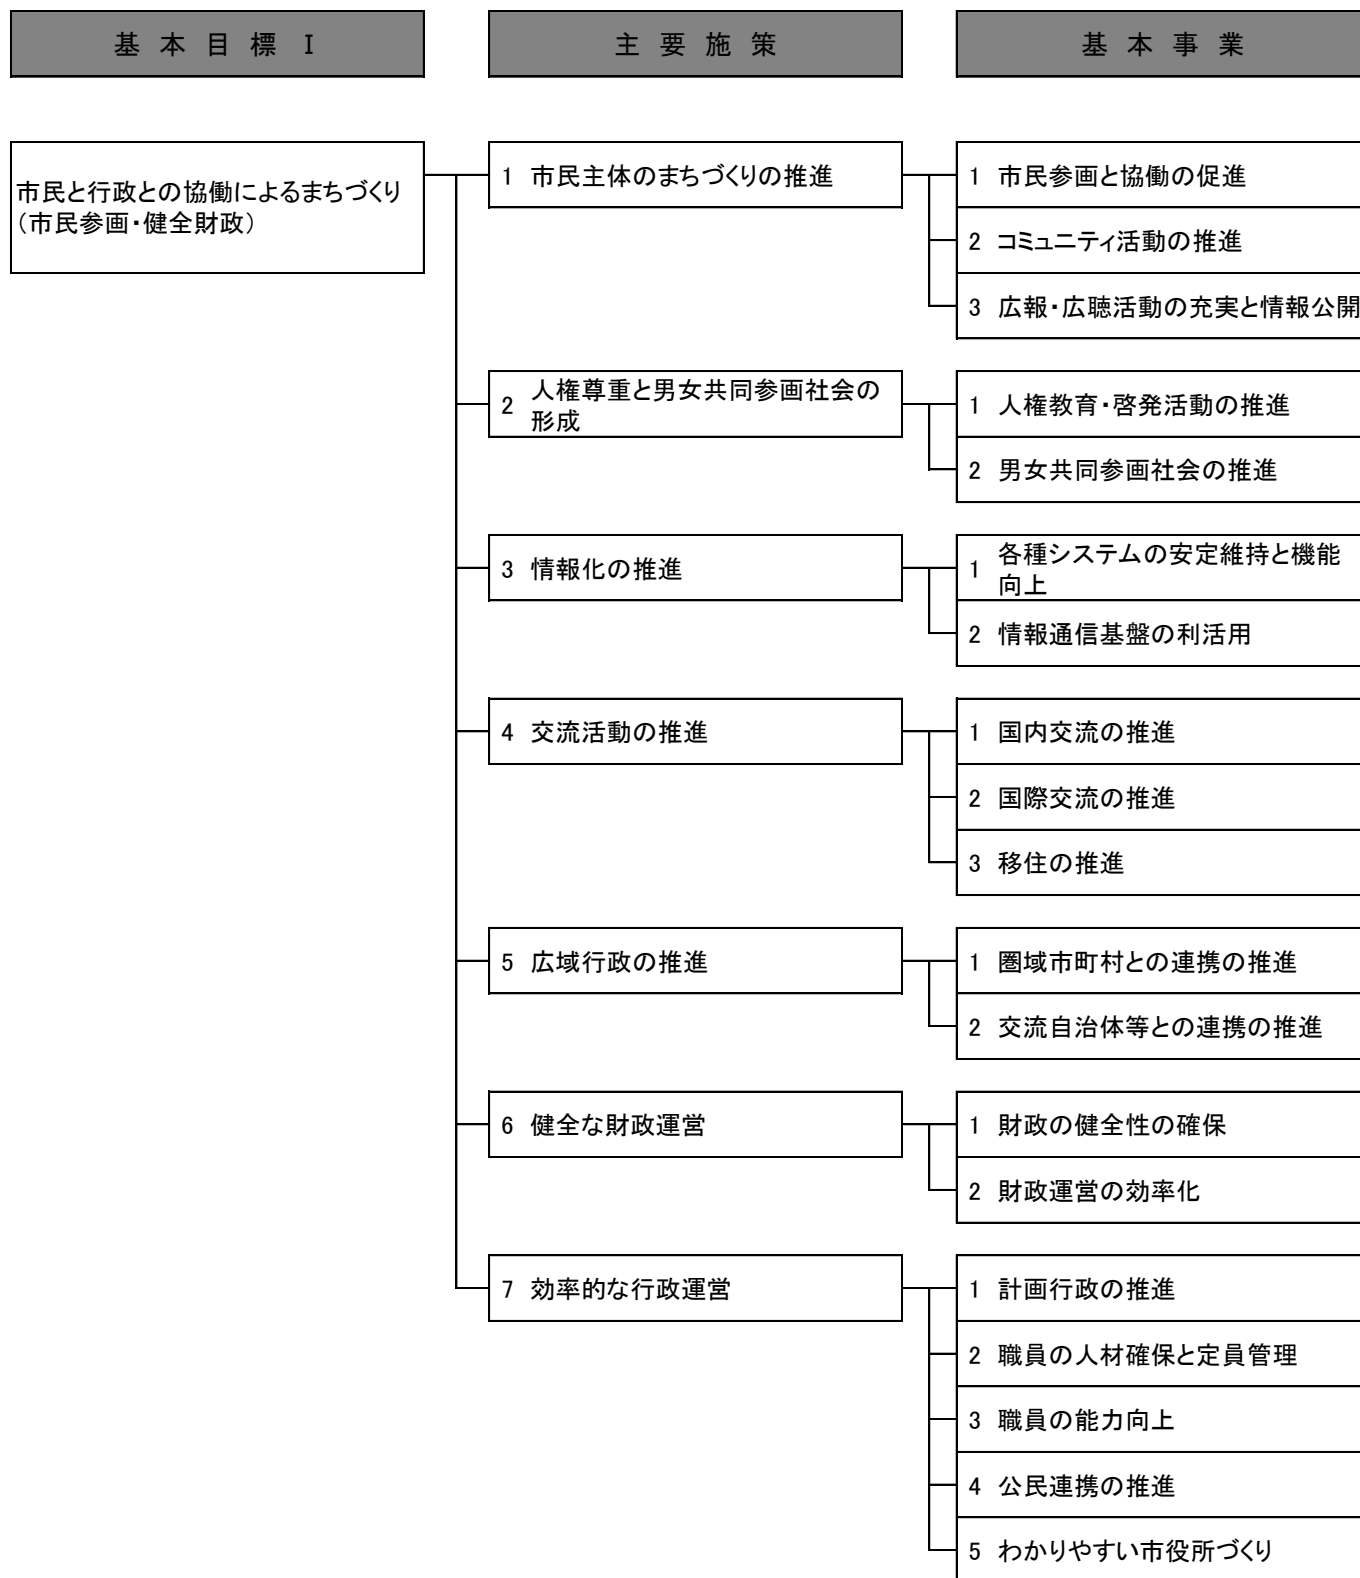 基本目標Ⅰ
主要施策
基本事業
市民と行政との協働によるまちづくり
（市民参画・健全財政）
1 市民主体のまちづくりの推進
1 市民参画と協働の促進
2 コミュニティ活動の推進
3 広報・広聴活動の充実と情報公開
2 人権尊重と男女共同参画社会の
形成
1 人権教育・啓発活動の推進
2 男女共同参画社会の推進
3 情報化の推進
1 各種システムの安定維持と機能
向上
2 情報通信基盤の利活用
4 交流活動の推進
1 国内交流の推進
2 国際交流の推進
3 移住の推進
5 広域行政の推進
1 圏域市町村との連携の推進
2 交流自治体等との連携の推進
6 健全な財政運営
1 財政の健全性の確保
2 財政運営の効率化
7 効率的な行政運営
1 計画行政の推進
2 職員の人材確保と定員管理
3 職員の能力向上
4 公民連携の推進
5 わかりやすい市役所づくり